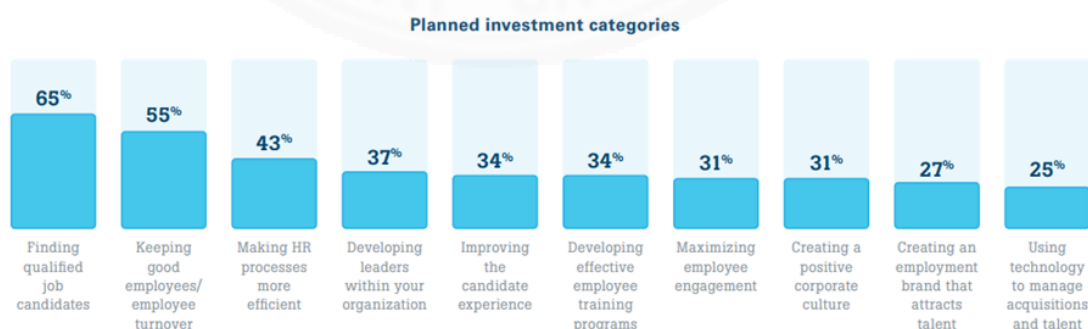 Planned investment categories
65%
55%
43%
37%
34%
34%
31%
31%
27%
25%
Finding
qualified
job
candidates
Keeping
good
employees/
employee
turnover
Making HR
processes
more
efficient
Developing
leaders
within your
organization
Improving
the
candidate
experience
Developing
effective
employee
training
programs
Maximizing
employee
engagement
Creating a
positive
corporate
culture
Creating an
employment
brand that
attracts
talent
Using
technology
to manage
acquisitions
and talent